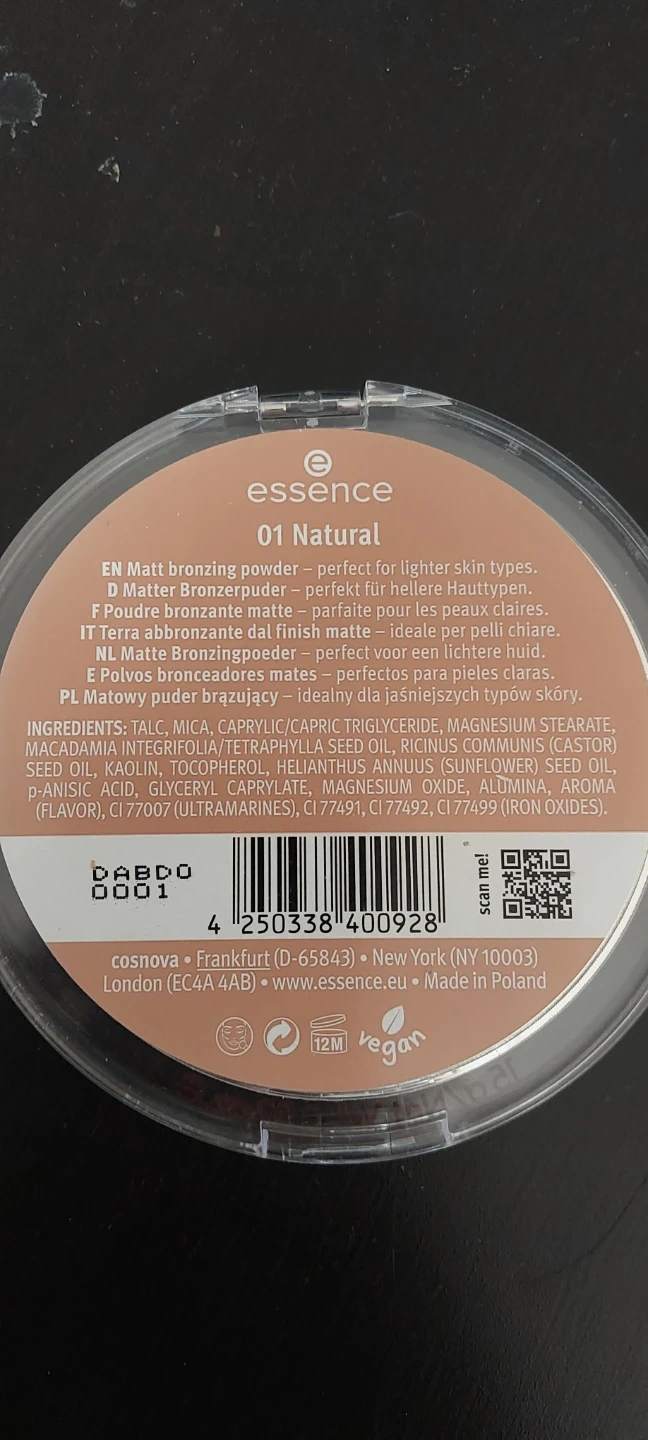 essence
01 Natural
EN Matt bronzing powder – perfect for lighter skin types.
D Matter Bronzerpuder – perfekt für hellere Hauttypen.
F Poudre bronzante matte – parfaite pour les peaux claires.
IT Terra abbronzante dal finish matte – ideale per pelli chiare.
NL Matte Bronzingpoeder – perfect voor een lichtere huid.
E Polvos bronceadores mates – perfectos para pieles claras.
PL Matowy puder brązujący – idealny dla jaśniejszych typów skóry.
INGREDIENTS: TALC, MICA, CAPRYLIC/CAPRIC TRIGLYCERIDE, MAGNESIUM STEARATE,
MACADAMIA INTEGRIFOLIA/TETRAPHYLLA SEED OIL, RICINUS COMMUNIS (CASTOR)
SEED OIL, KAOLIN, TOCOPHEROL, HELIANTHUS ANNUUS (SUNFLOWER) SEED OIL,
p-ANISIC ACID, GLYCERYL CAPRYLATE, MAGNESIUM OXIDE, ALUMINA, AROMA
(FLAVOR), CI 77007 (ULTRAMARINES), CI 77491, CI 77492, CI 77499 (IRON OXIDES).
DABDO
0001
4 250338 400928
scan me!
cosnova • Frankfurt (D-65843) • New York (NY 10003)
London (EC4A 4AB) • www.essence.eu • Made in Poland
12M
vegan